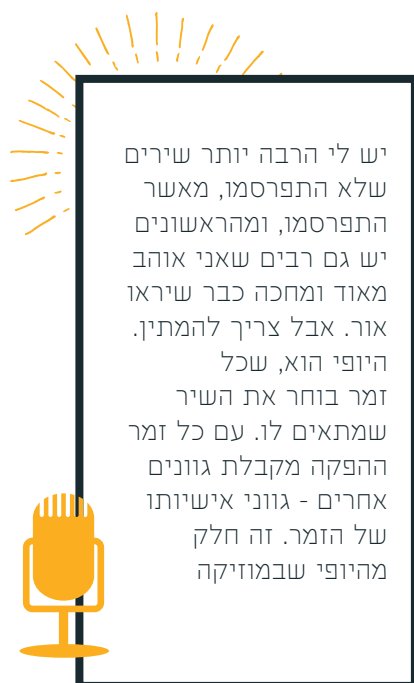 יש לי הרבה יותר שירים
שלא התפרסמו, מאשר
התפרסמו, ומהראשונים
יש גם רבים שאני אוהב
מאוד ומחכה כבר שיראו
אור. אבל צריך להמתין.
היופי הוא, שכל
זמר בוחר את השיר
שמתאים לו. עם כל זמר
ההפקה מקבלת גוונים
אחרים - גווני אישיותו
של הזמר. זה חלק
מהיופי שבמוזיקה